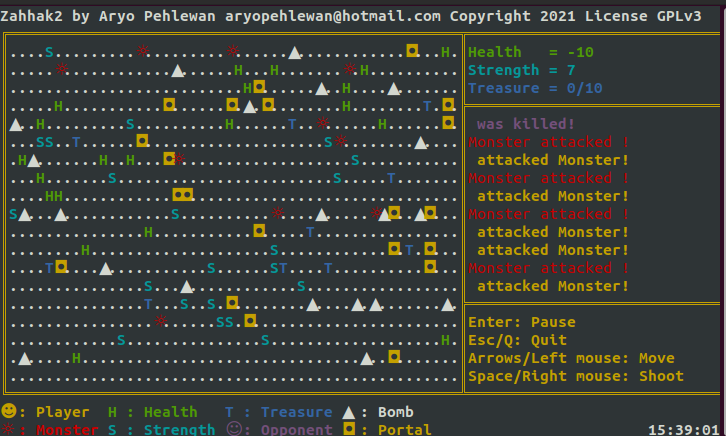 Zahhak2 by Aryo Pehlewan aryopehlewan@hotmail.com Copyright 2021 License GPLv3
Health   = -10
Strength = 7
Treasure = 0/10
was killed!
Monster attacked !
attacked Monster!
Monster attacked !
attacked Monster!
Monster attacked !
attacked Monster!
attacked Monster!
Monster attacked !
attacked Monster!
Enter: Pause
Esc/Q: Quit
Arrows/Left mouse: Move
Space/Right mouse: Shoot
: Player  H : Health   T : Treasure  : Bomb
: Monster S : Strength  : Opponent  : Portal  15:39:01